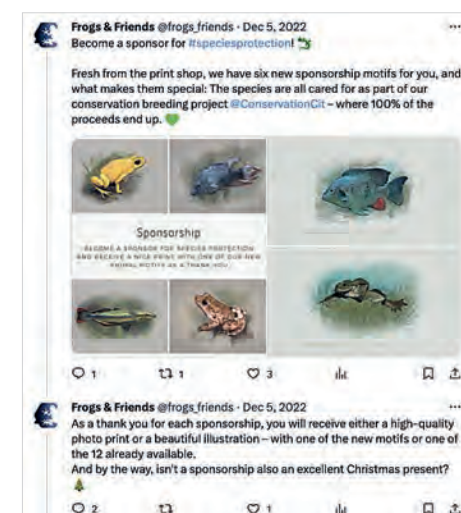 Frogs & Friends @frogs_friends · Dec 5, 2022
Become a sponsor for #speciesprotection!
Fresh from the print shop, we have six new sponsorship motifs for you, and
what makes them special: The species are all cared for as part of our
conservation breeding project @ConservationCit – where 100% of the
proceeds end up.
Sponsorship
BECOME A SPONSOR FOR SPECIES PROTECTION
AND RECEIVE A NICE PRINT WITH ONE OF OUR NEW
ANIMAL MOTIFS AS A THANK YOU
1 1 3
Frogs & Friends @frogs_friends · Dec 5, 2022
As a thank you for each sponsorship, you will receive either a high-quality
photo print or a beautiful illustration – with one of the new motifs or one of
the 12 already available.
And by the way, isn't a sponsorship also an excellent Christmas present?
2 1